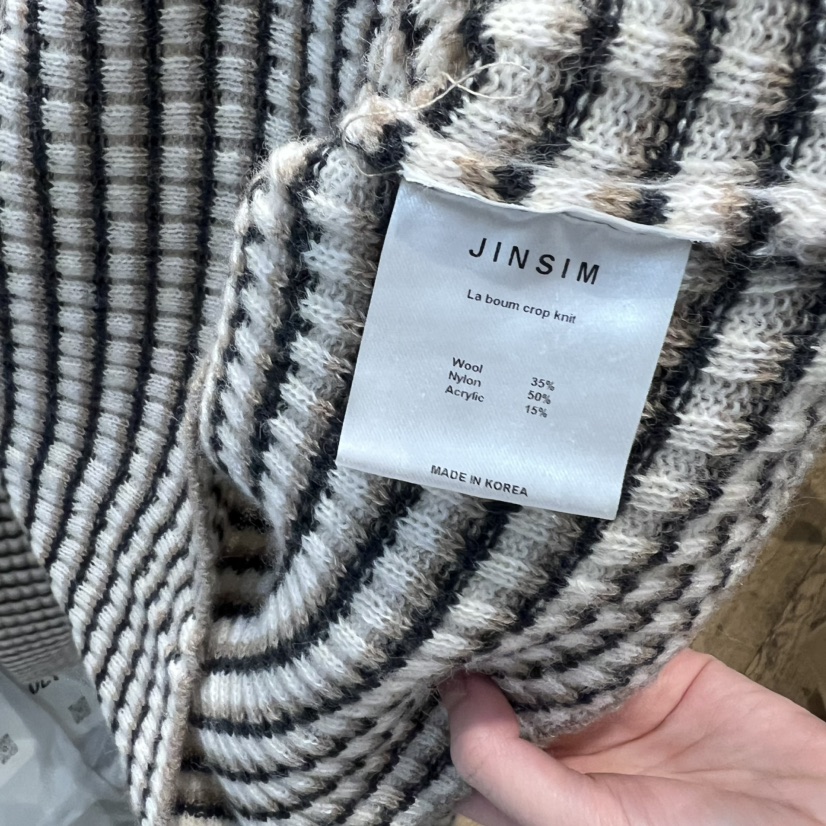 JINSIM
La boum crop knit
Wool 35%
Nylon 50%
Acrylic 15%
MADE IN KOREA